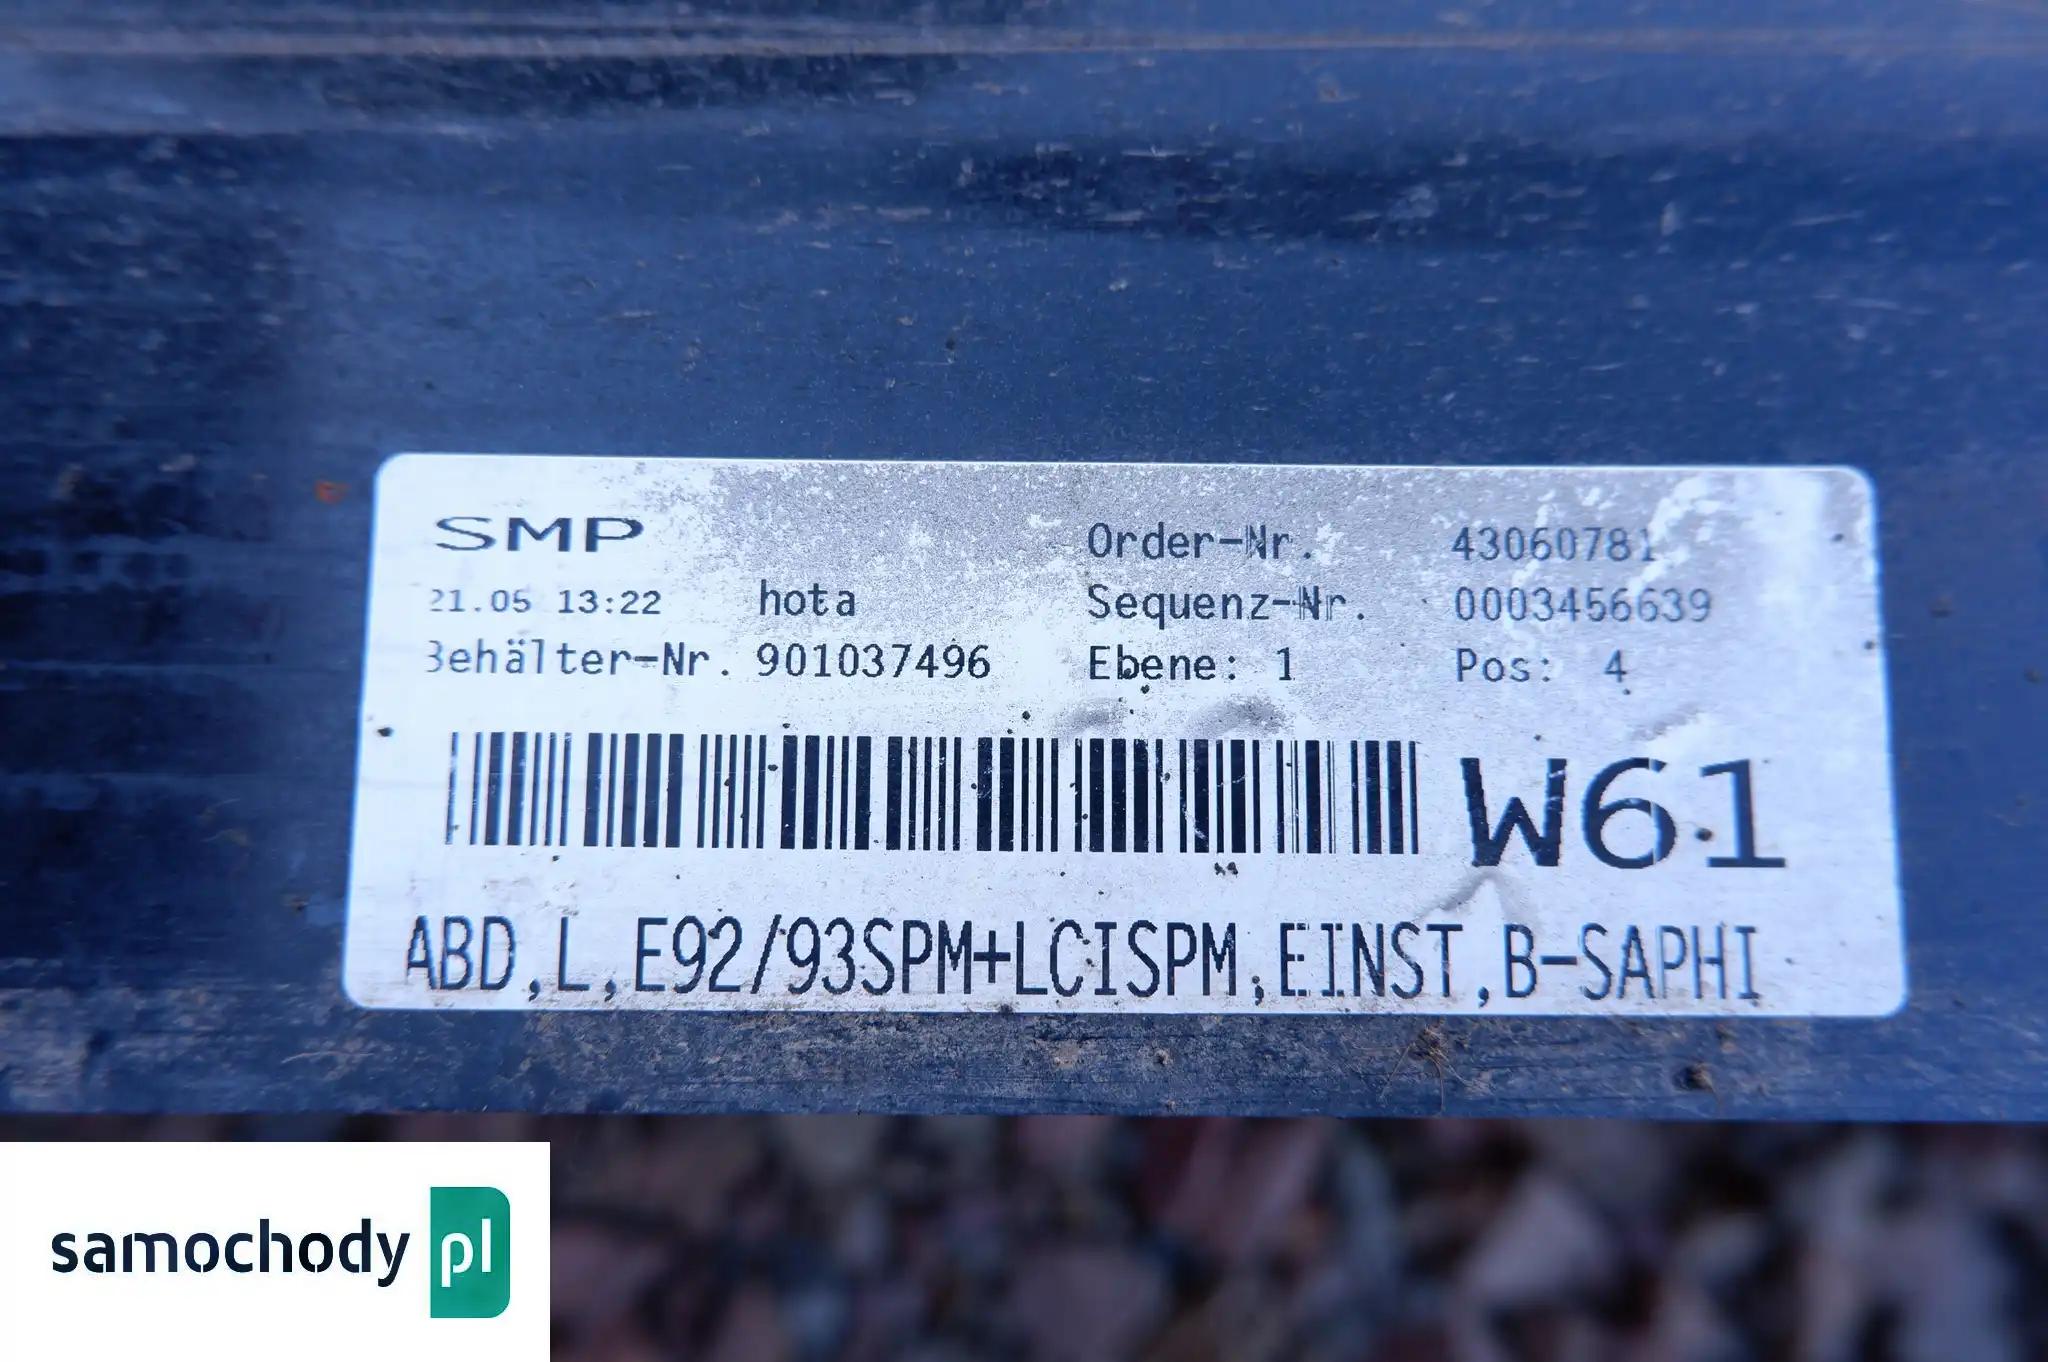 SMP
Order-Nr. 43060781
21.05 13:22 hota
Sequenz-Nr. 0003456639
Behälter-Nr. 901037496
Ebene: 1 Pos: 4
W61
ABD,L,E92/93SPM+LCISPM,EINST,B-SAPHI
samochody pl